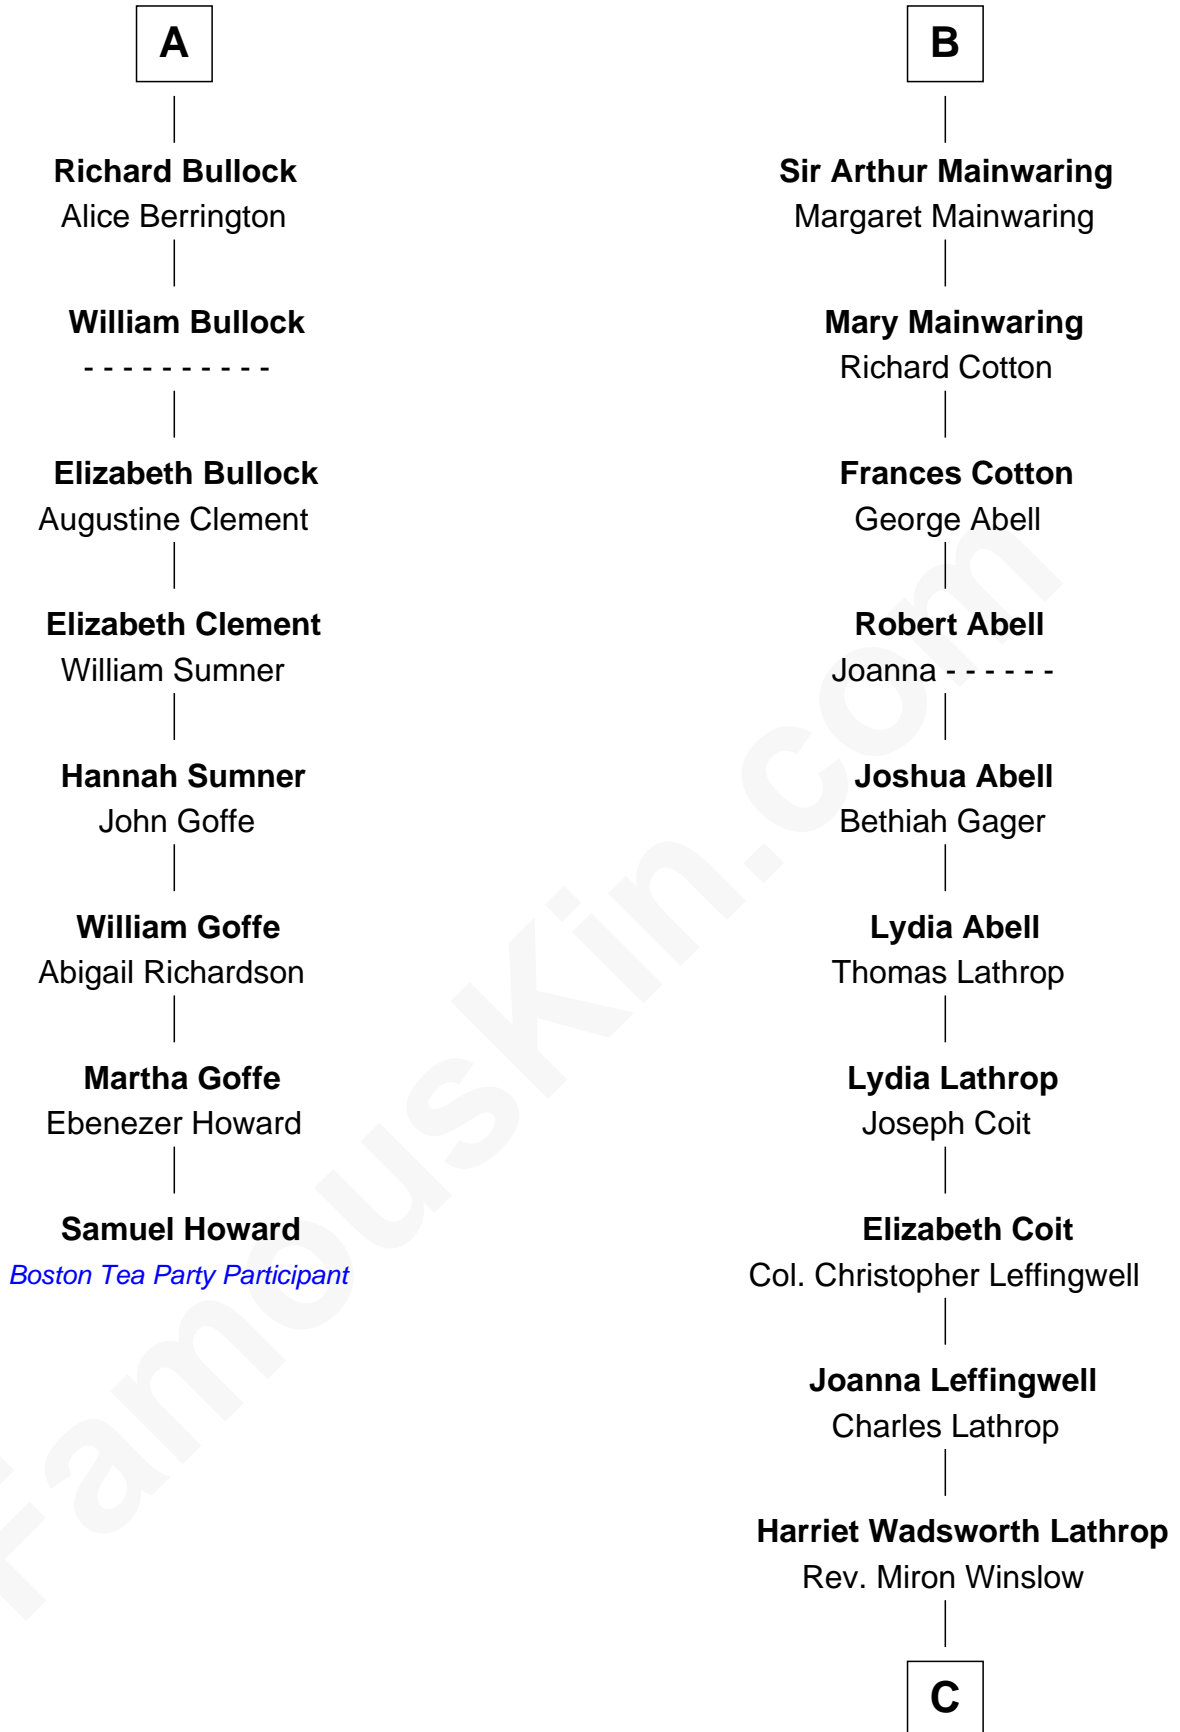 A
Richard Bullock
Alice Berrington
William Bullock
- - - - - - - - - -
Elizabeth Bullock
Augustine Clement
Elizabeth Clement
William Sumner
Hannah Sumner
John Goffe
William Goffe
Abigail Richardson
Martha Goffe
Ebenezer Howard
Samuel Howard
Boston Tea Party Participant
B
Sir Arthur Mainwaring
Margaret Mainwaring
Mary Mainwaring
Richard Cotton
Frances Cotton
George Abell
Robert Abell
Joanna - - - - - -
Joshua Abell
Bethiah Gager
Lydia Abell
Thomas Lathrop
Lydia Lathrop
Joseph Coit
Elizabeth Coit
Col. Christopher Leffingwell
Joanna Leffingwell
Charles Lathrop
Harriet Wadsworth Lathrop
Rev. Miron Winslow
C
FamousKin.com